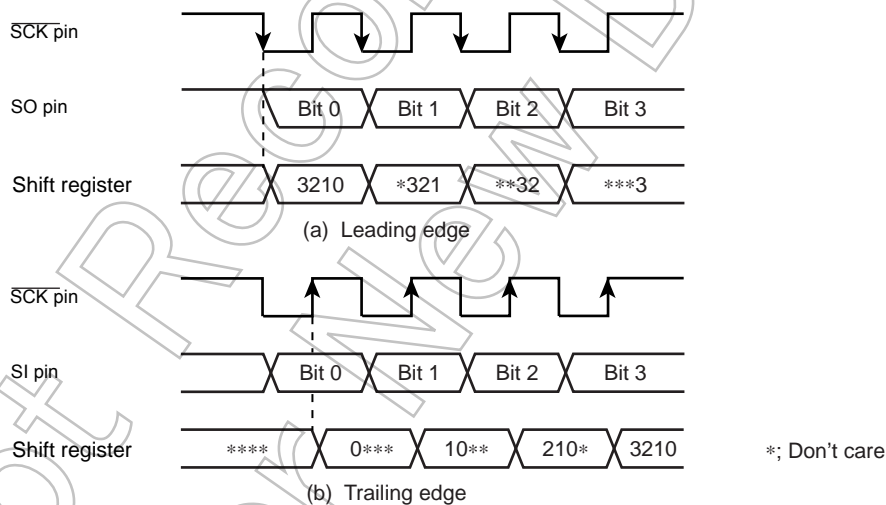 SCK pin
SO pin Bit 0 Bit 1 Bit 2 Bit 3
Shift register 3210 *321 **32 ***3
(a) Leading edge
SCK pin
SI pin Bit 0 Bit 1 Bit 2 Bit 3
Shift register **** 0*** 10** 210* 3210 *; Don't care
(b) Trailing edge